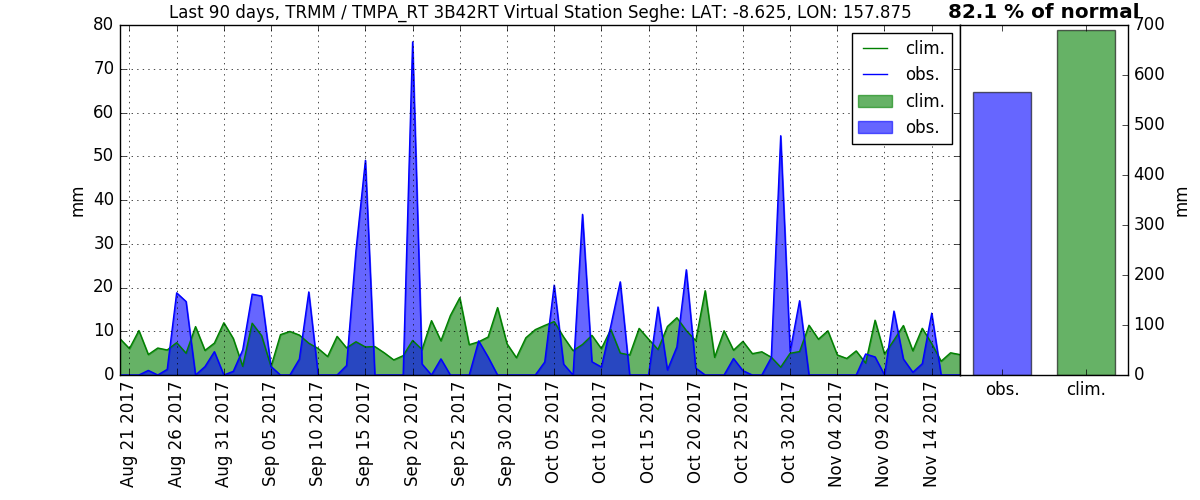 Last 90 days, TRMM / TMPA_RT 3B42RT Virtual Station Seghe: LAT: -8.625, LON: 157.875
82.1 % of normal
80
70
60
50
40
30
20
10
0
mm
clim.
obs.
clim.
obs.
700
600
500
400
300
200
100
0
mm
Aug 21 2017
Aug 26 2017
Aug 31 2017
Sep 05 2017
Sep 10 2017
Sep 15 2017
Sep 20 2017
Sep 25 2017
Sep 30 2017
Oct 05 2017
Oct 10 2017
Oct 15 2017
Oct 20 2017
Oct 25 2017
Oct 30 2017
Nov 04 2017
Nov 09 2017
Nov 14 2017
obs.
clim.